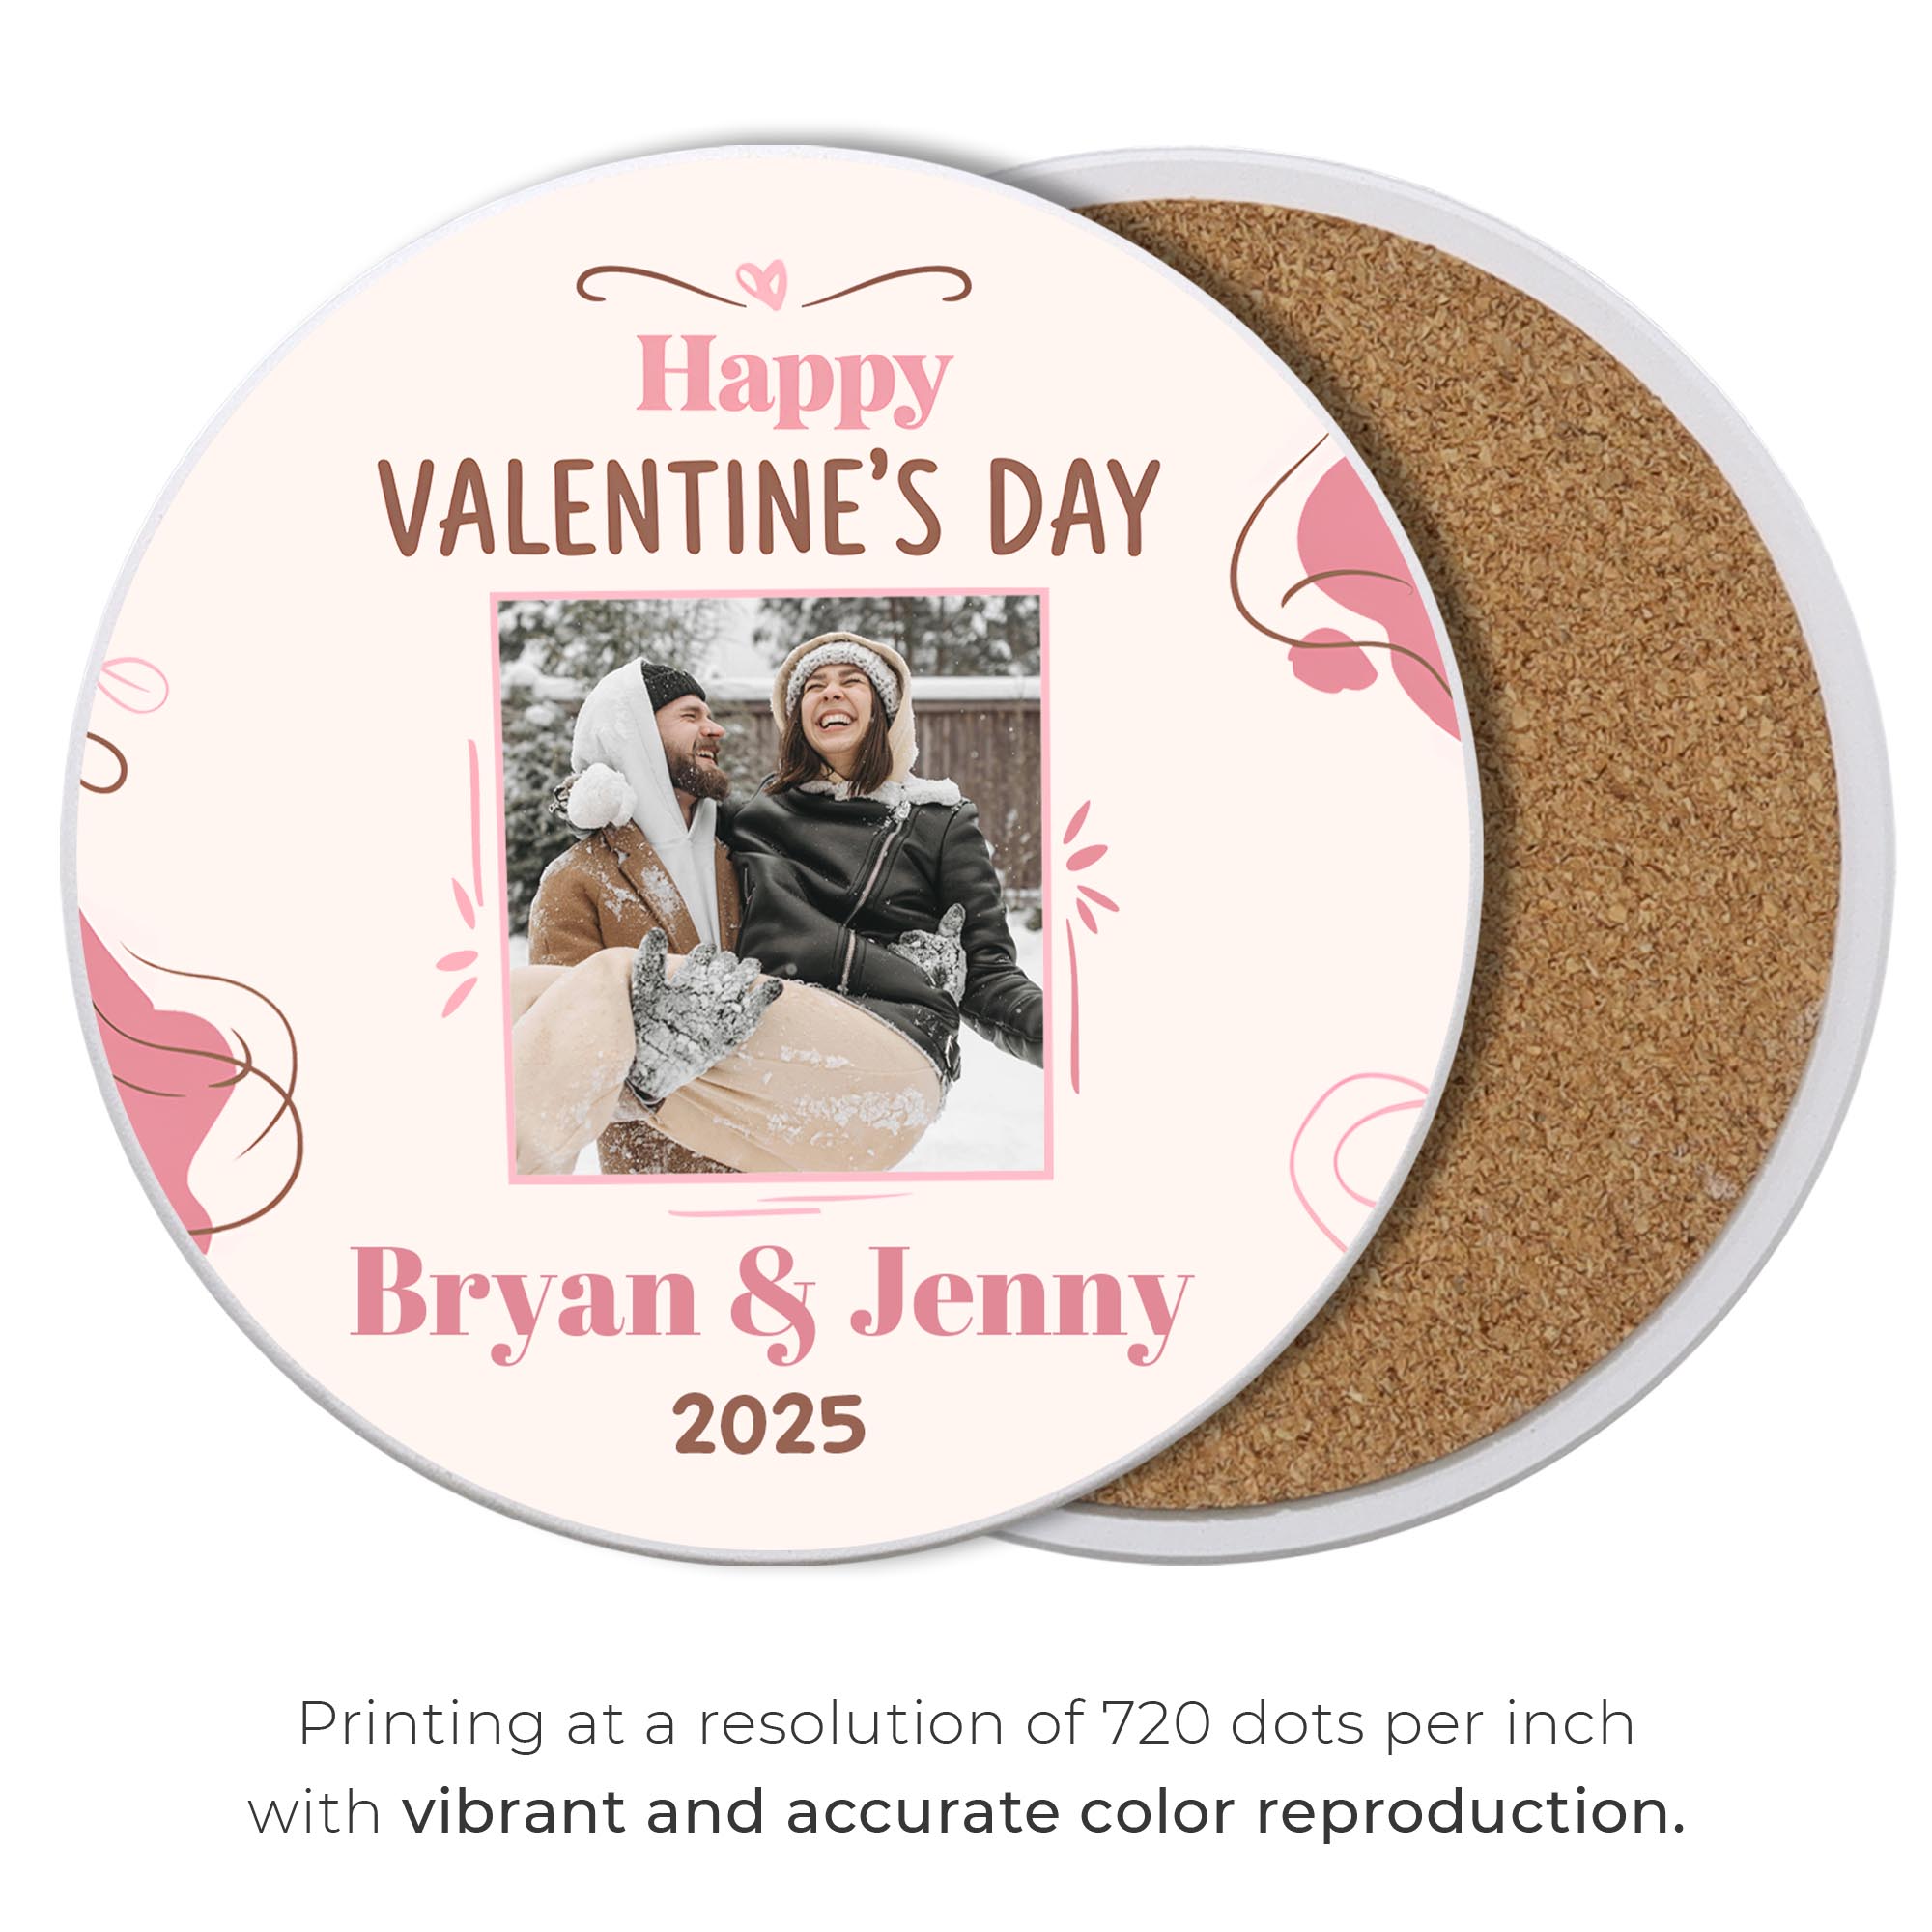 Happy
VALENTINE'S DAY
Bryan & Jenny
2025
Printing at a resolution of 720 dots per inch
with vibrant and accurate color reproduction.